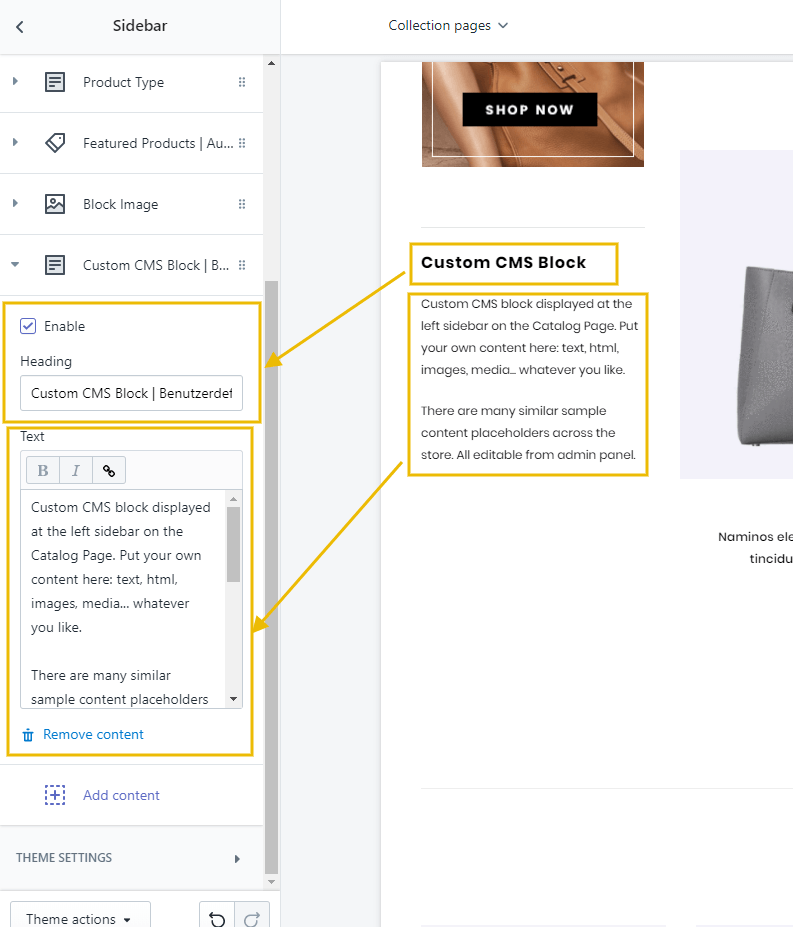 Sidebar
Collection pages
Product Type
Featured Products | Au...
Block Image
Custom CMS Block | B...
Enable
Heading
Custom CMS Block | Benutzerdef
Text
B I
Custom CMS block displayed
at the left sidebar on the
Catalog Page. Put your own
content here: text, html,
images, media... whatever
you like.
There are many similar
sample content placeholders
Remove content
Add content
THEME SETTINGS
Theme actions
SHOP NOW
Custom CMS Block
Custom CMS block displayed at the
left sidebar on the Catalog Page. Put
your own content here: text, html,
images, media... whatever you like.
There are many similar sample
content placeholders across the
store. All editable from admin panel.
Naminos ele
tincidu